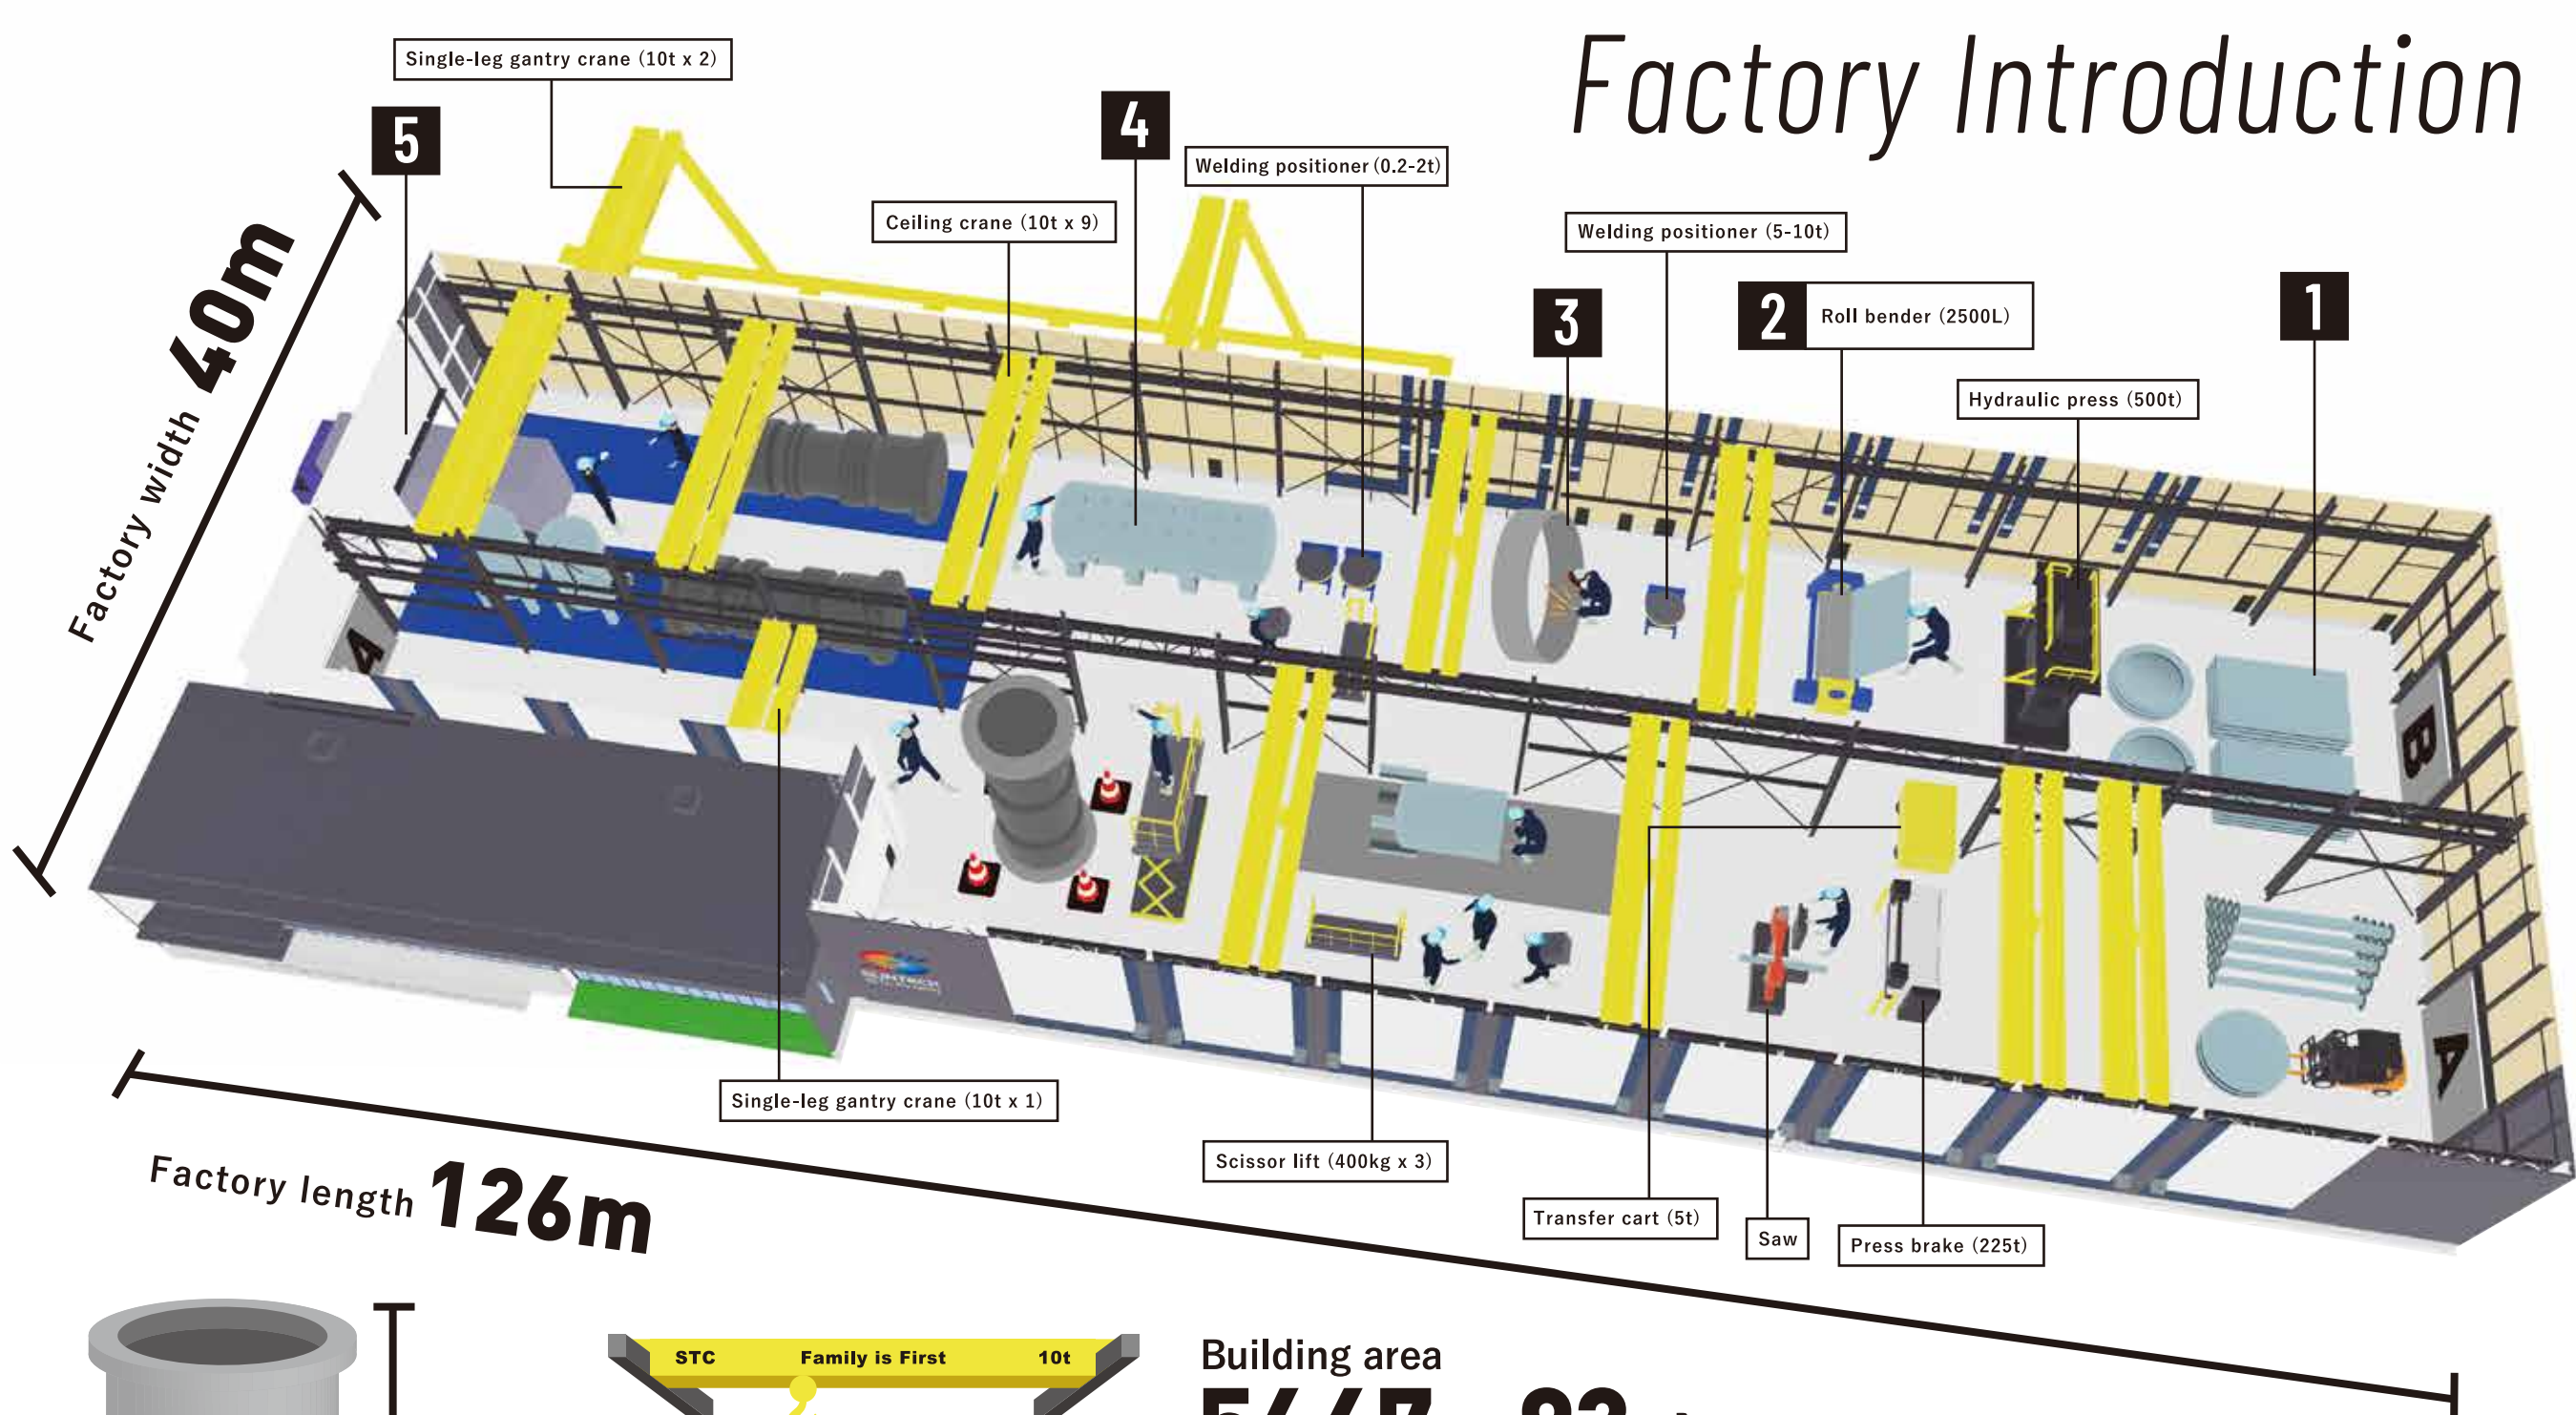 Factory Introduction
Single-leg gantry crane (10t x 2)
5
4
Welding positioner (0.2-2t)
Ceiling crane (10t x 9)
Welding positioner (5-10t)
3
2
Roll bender (2500L)
1
Hydraulic press (500t)
Factory width 40m
A
B
A
Single-leg gantry crane (10t x 1)
Scissor lift (400kg x 3)
Transfer cart (5t)
Saw
Press brake (225t)
Factory length 126m
STC Family is First 10t
Building area